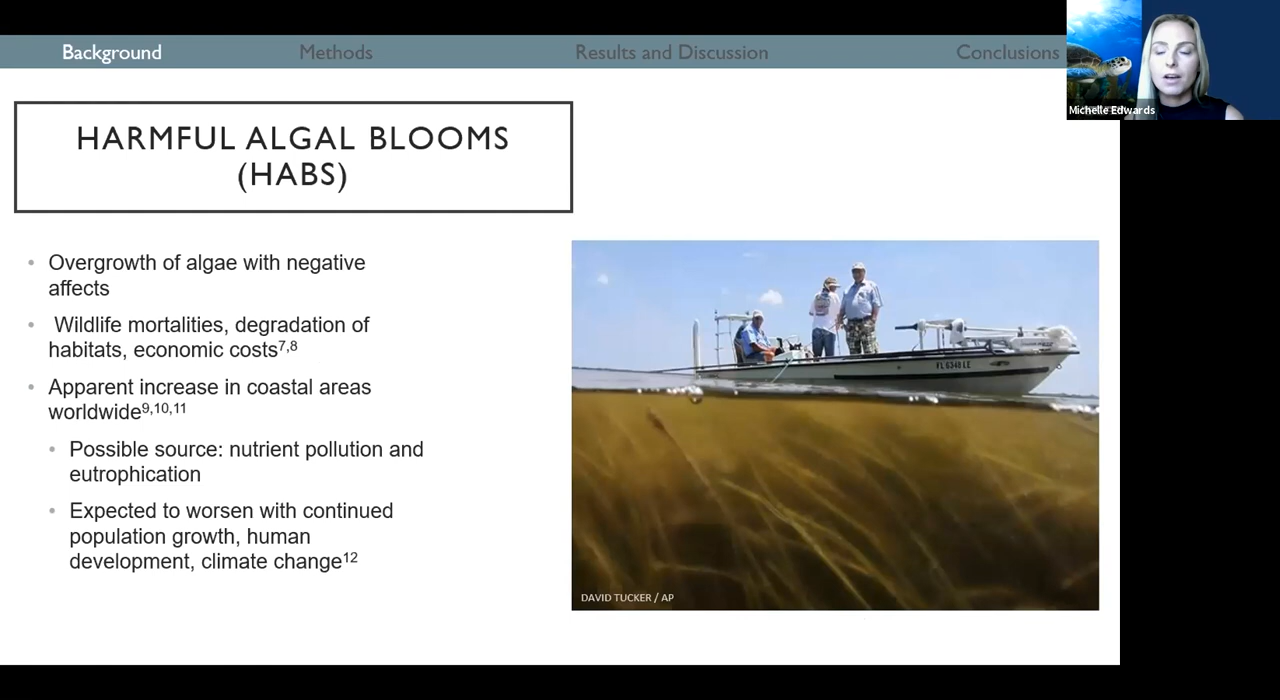 Background Methods Results and Discussion Conclusions
Michelle Edwards
HARMFUL ALGAL BLOOMS
(HABS)
• Overgrowth of algae with negative
affects
• Wildlife mortalities, degradation of
habitats, economic costs7,8
• Apparent increase in coastal areas
worldwide9,10,11
• Possible source: nutrient pollution and
eutrophication
• Expected to worsen with continued
population growth, human
development, climate change12
DAVID TUCKER / AP